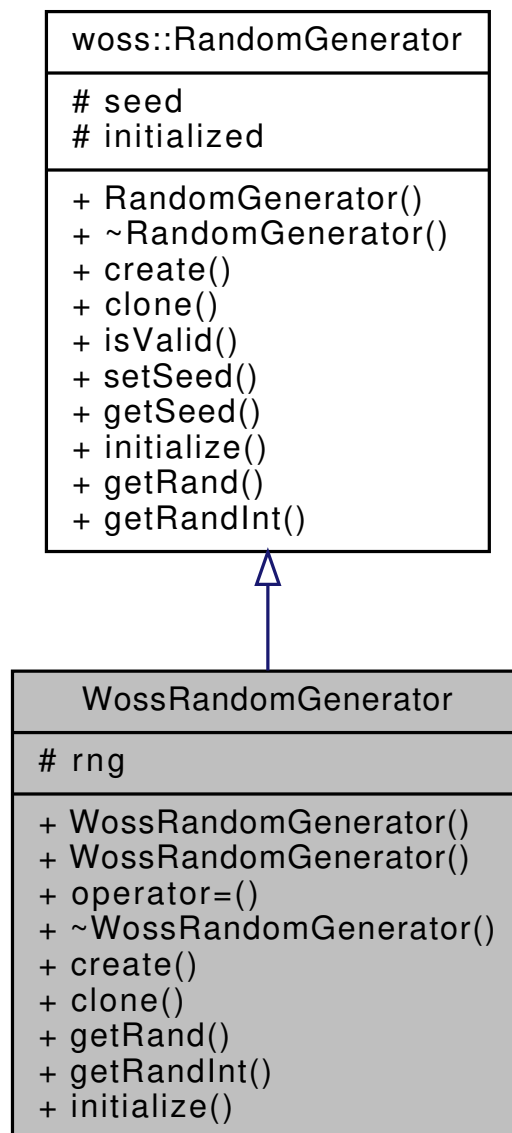 woss::RandomGenerator
# seed
# initialized
+ RandomGenerator()
+ ~RandomGenerator()
+ create()
+ clone()
+ isValid()
+ setSeed()
+ getSeed()
+ initialize()
+ getRand()
+ getRandInt()
WossRandomGenerator
# rng
+ WossRandomGenerator()
+ WossRandomGenerator()
+ operator=()
+ ~WossRandomGenerator()
+ create()
+ clone()
+ getRand()
+ getRandInt()
+ initialize()